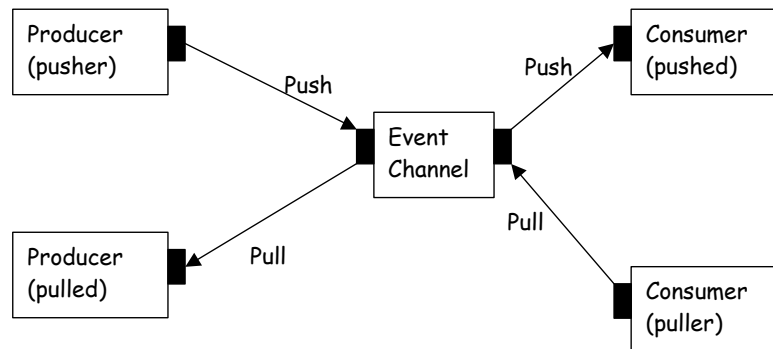 Producer
(pusher)
Push
Push
Consumer
(pushed)
Event
Channel
Producer
(pulled)
Pull
Pull
Consumer
(puller)